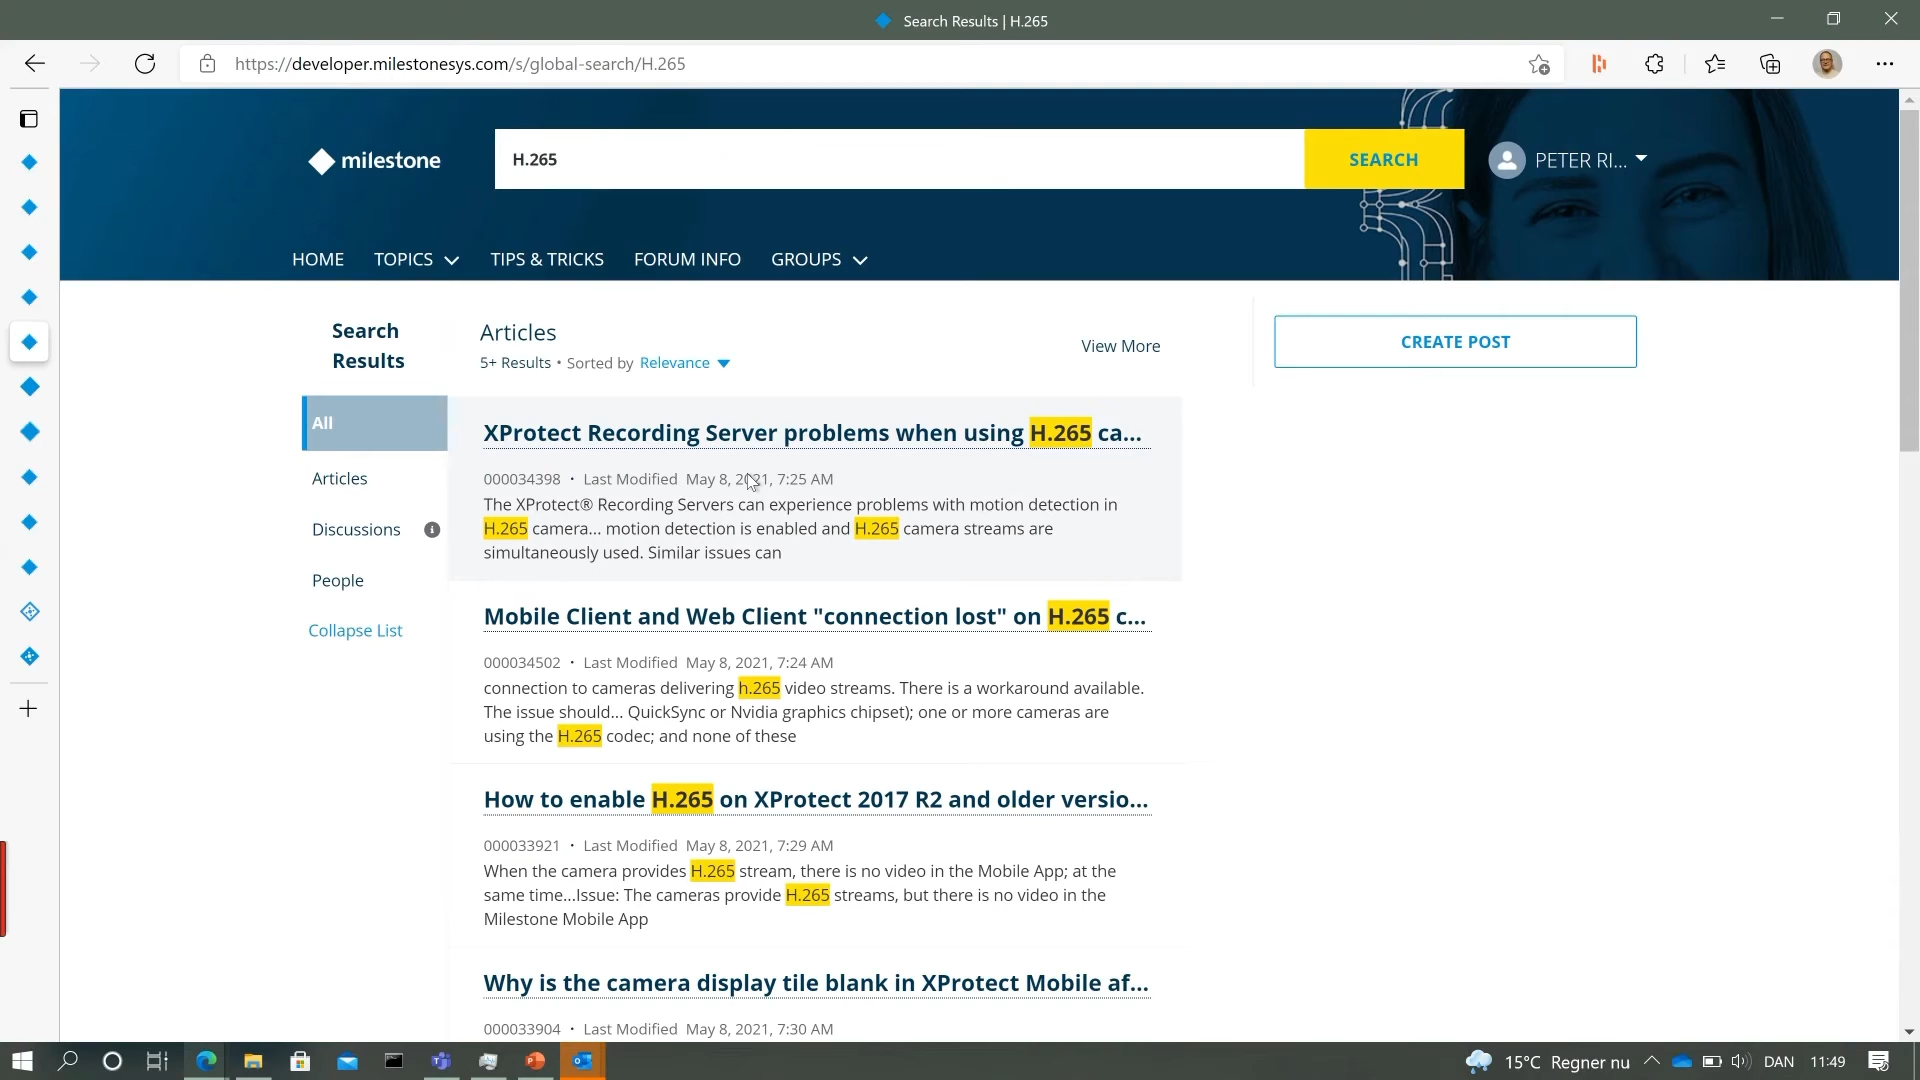 Search Results | H.265
https://developer.milestonesys.com/s/global-search/H.265
milestone
H.265
SEARCH
PETER RI...
HOME
TOPICS
TIPS & TRICKS
FORUM INFO
GROUPS
Search
Results
All
Articles
Discussions
People
Collapse List
Articles
5+ Results • Sorted by Relevance
View More
CREATE POST
XProtect Recording Server problems when using H.265 ca...
000034398 • Last Modified May 8, 2021, 7:25 AM
The XProtect® Recording Servers can experience problems with motion detection in
H.265 camera... motion detection is enabled and H.265 camera streams are
simultaneously used. Similar issues can
Mobile Client and Web Client "connection lost" on H.265 c...
000034502 • Last Modified May 8, 2021, 7:24 AM
connection to cameras delivering h.265 video streams. There is a workaround available.
The issue should... QuickSync or Nvidia graphics chipset); one or more cameras are
using the H.265 codec; and none of these
How to enable H.265 on XProtect 2017 R2 and older versio...
000033921 • Last Modified May 8, 2021, 7:29 AM
When the camera provides H.265 stream, there is no video in the Mobile App; at the
same time...Issue: The cameras provide H.265 streams, but there is no video in the
Milestone Mobile App
Why is the camera display tile blank in XProtect Mobile af...
000033904 • Last Modified May 8, 2021, 7:30 AM
15°C Regner nu
DAN
11:49